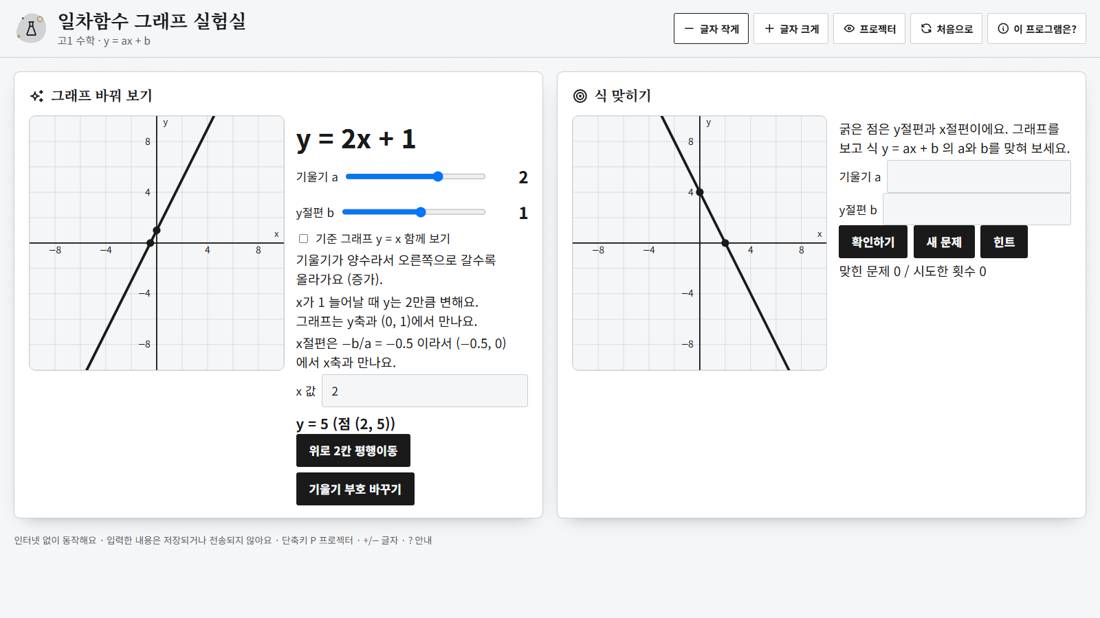 일차함수 그래프 실험실
고1 수학 · y = ax + b
글자 작게
글자 크게
프로젝터
처음으로
이 프로그램은?
그래프 바꿔 보기
y
8
4
x
−8
−4
4
8
−4
−8
y = 2x + 1
기울기 a
2
y절편 b
1
기준 그래프 y = x 함께 보기
기울기가 양수라서 오른쪽으로 갈수록
올라가요 (증가).
x가 1 늘어날 때 y는 2만큼 변해요.
그래프는 y축과 (0, 1)에서 만나요.
x절편은 −b/a = −0.5 이라서 (−0.5, 0)
에서 x축과 만나요.
x 값
2
y = 5 (점 (2, 5))
위로 2칸 평행이동
기울기 부호 바꾸기
식 맞히기
y
8
4
x
−8
−4
4
8
−4
−8
굵은 점은 y절편과 x절편이에요. 그래프를
보고 식 y = ax + b 의 a와 b를 맞혀 보세요.
기울기 a
y절편 b
확인하기
새 문제
힌트
맞힌 문제 0 / 시도한 횟수 0
인터넷 없이 동작해요 · 입력한 내용은 저장되거나 전송되지 않아요 · 단축키 P 프로젝터 · +/− 글자 · ? 안내